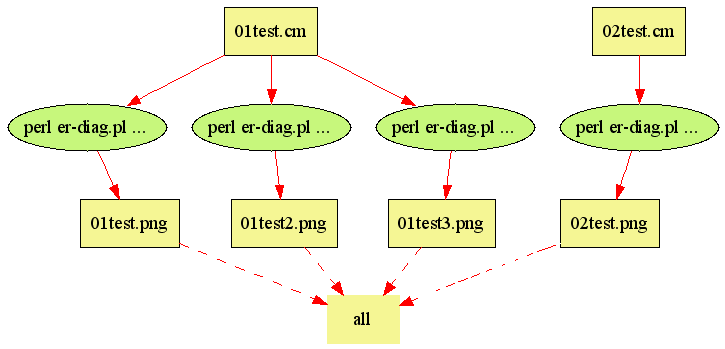 01test.cm
02test.cm
perl er-diag.pl ...
perl er-diag.pl ...
perl er-diag.pl ...
perl er-diag.pl ...
01test.png
01test2.png
01test3.png
02test.png
all